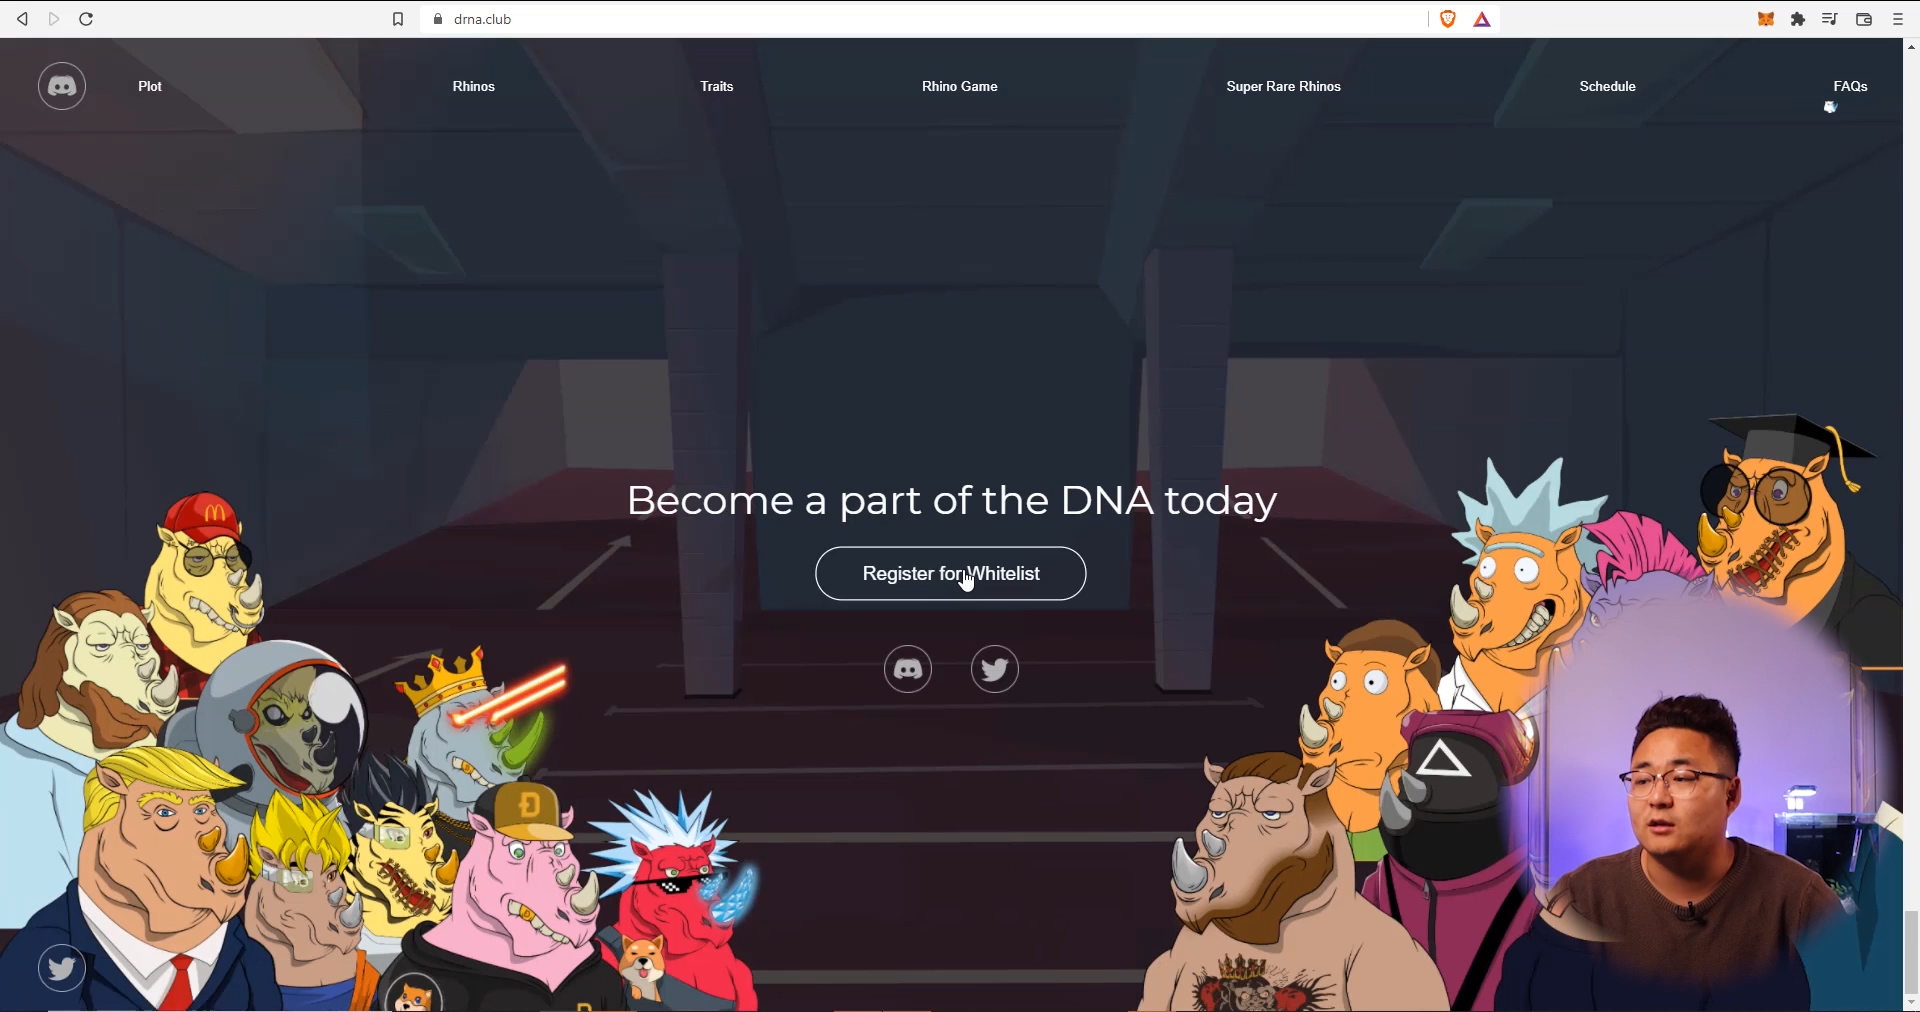 drna.club
Plot
Rhinos
Traits
Rhino Game
Super Rare Rhinos
Schedule
FAQs
Become a part of the DNA today
Register for Whitelist